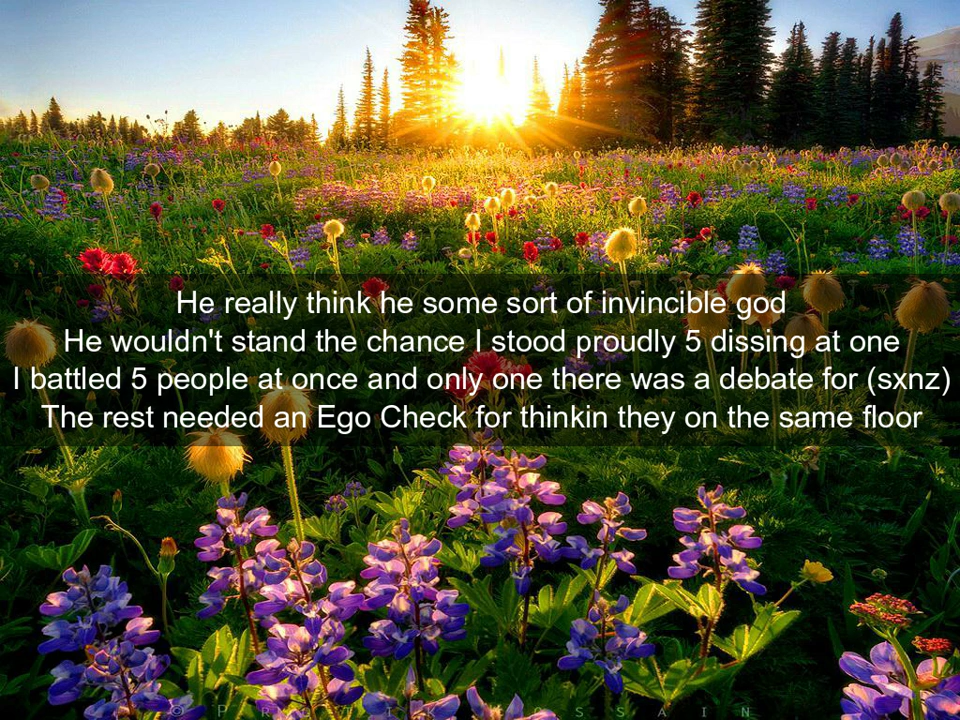 He really think he some sort of invincible god
He wouldn't stand the chance I stood proudly 5 dissing at one
I battled 5 people at once and only one there was a debate for (sxnz)
The rest needed an Ego Check for thinkin they on the same floor